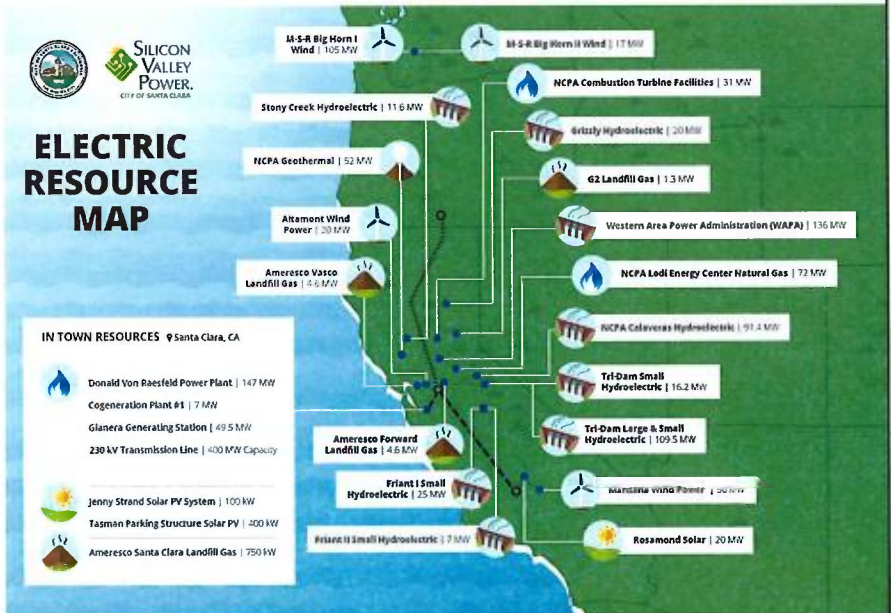 SILICON
VALLEY
POWER.
CITY OF SANTA CLARA
ELECTRIC
RESOURCE
MAP
M-S-R Big Horn I
Wind | 105 MW
M-S-R Big Horn II Wind | 17 MW
NCPA Combustion Turbine Facilities | 31 MW
Stony Creek Hydroelectric | 11.6 MW
Grizzly Hydroelectric | 20 MW
NCPA Geothermal | 52 MW
G2 Landfill Gas | 1.3 MW
Altamont Wind
Power | 20 MW
Western Area Power Administration (WAPA) | 136 MW
Ameresco Vasco
Landfill Gas | 4.6 MW
NCPA Lodi Energy Center Natural Gas | 72 MW
NCPA Calaveras Hydroelectric | 91.4 MW
Tri-Dam Small
Hydroelectric | 16.2 MW
Tri-Dam Large & Small
Hydroelectric | 109.5 MW
Ameresco Forward
Landfill Gas | 4.6 MW
Friant I Small
Hydroelectric | 25 MW
Manzana Wind Power | 50 MW
Friant II Small Hydroelectric | 7 MW
Rosamond Solar | 20 MW
IN TOWN RESOURCES Santa Clara, CA
Donald Von Raesfeld Power Plant | 147 MW
Cogeneration Plant #1 | 7 MW
Gianera Generating Station | 49.5 MW
230 kV Transmission Line | 400 MW Capacity
Jenny Strand Solar PV System | 100 kW
Tasman Parking Structure Solar PV | 400 kW
Ameresco Santa Clara Landfill Gas | 750 kW